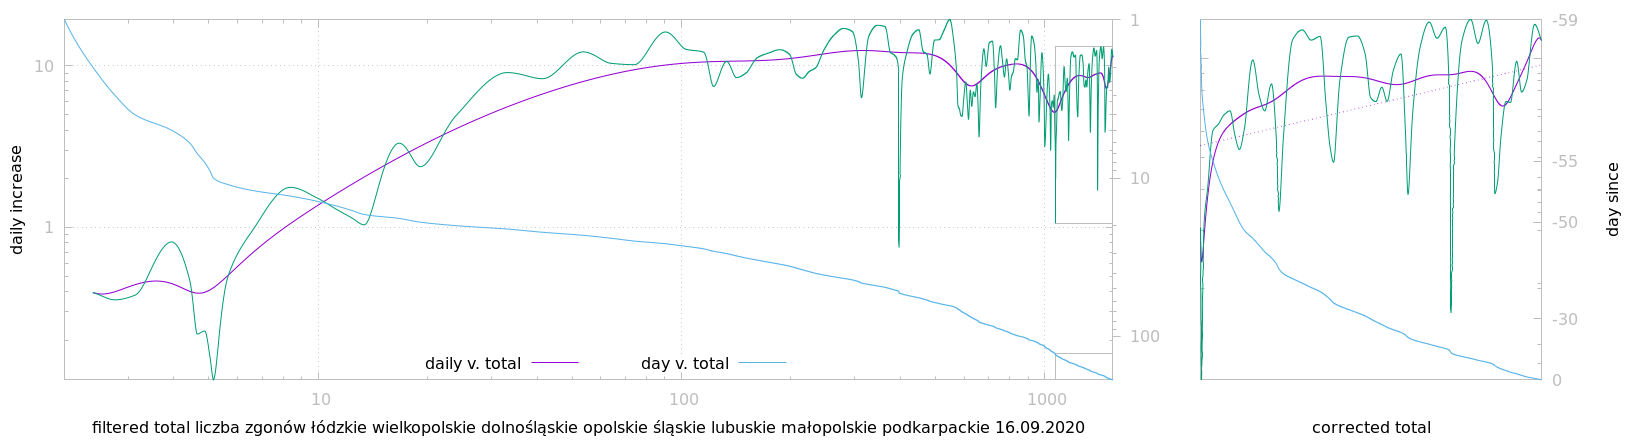 10
1
daily increase
1
10
100
daily v. total
day v. total
10
100
1000
filtered total liczba zgonów łódzkie wielkopolskie dolnośląskie opolskie śląskie lubuskie małopolskie podkarpackie 16.09.2020
-59
-55
-50
-30
0
day since
corrected total